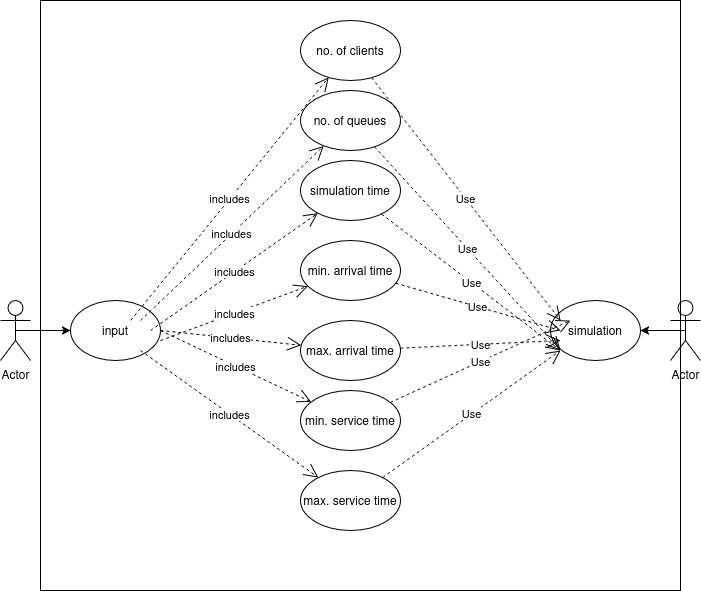 no. of clients
no. of queues
simulation time
includes
Use
includes
Use
min. arrival time
includes
Use
includes
Use
input
simulation
includes
Use
max. arrival time
includes
Use
Actor
Actor
min. service time
includes
Use
max. service time